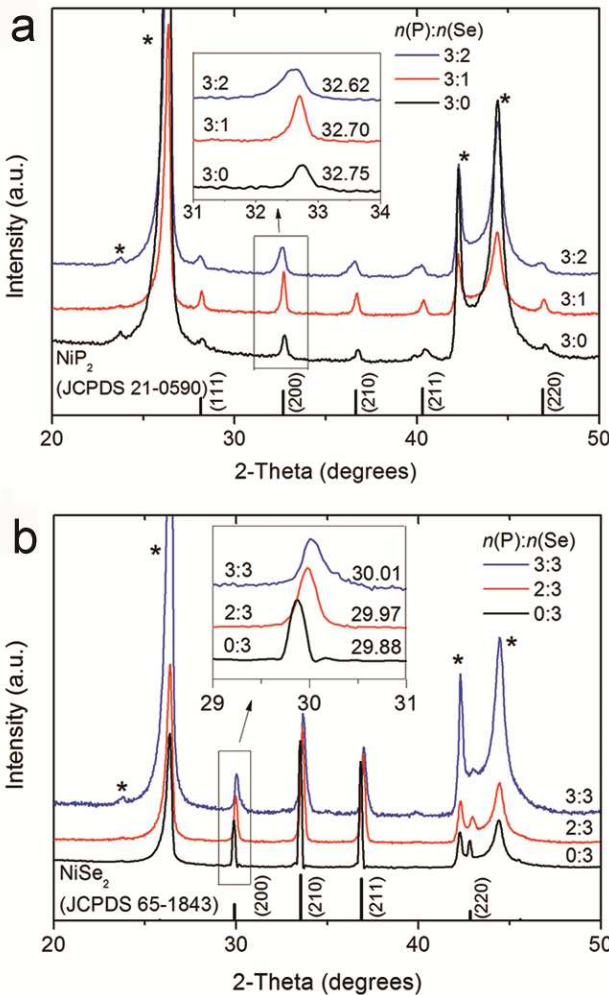 a
n(P):n(Se)
3:2
3:1
3:0
3:2 32.62
3:1 32.70
3:0 32.75
31 32 33 34
*
*
*
*
3:2
3:1
3:0
NiP2
(JCPDS 21-0590)
(111)
(200)
(210)
(211)
(220)
Intensity (a.u.)
20 30 40 50
2-Theta (degrees)
b
n(P):n(Se)
3:3
2:3
0:3
3:3 30.01
2:3 29.97
0:3 29.88
29 30 31
*
*
*
*
3:3
2:3
0:3
NiSe2
(JCPDS 65-1843)
(200)
(210)
(211)
(220)
Intensity (a.u.)
20 30 40 50
2-Theta (degrees)